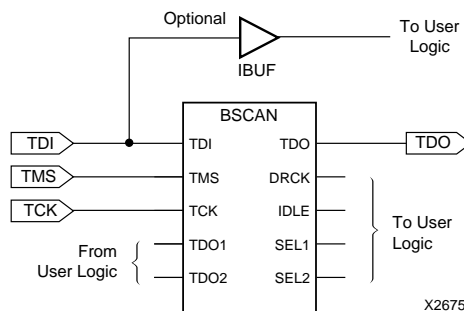 Optional
To User
Logic
IBUF
BSCAN
TDI
TDI
TDO
TDO
TMS
TMS
DRCK
TCK
TCK
IDLE
To User
Logic
From
User Logic
TDO1
SEL1
TDO2
SEL2
X2675